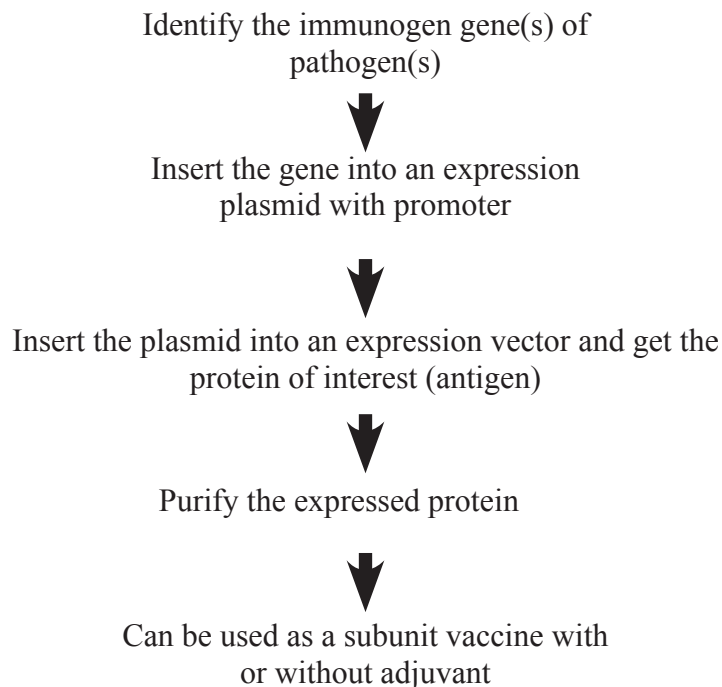 Identify the immunogen gene(s) of
pathogen(s)
Insert the gene into an expression
plasmid with promoter
Insert the plasmid into an expression vector and get the
protein of interest (antigen)
Purify the expressed protein
Can be used as a subunit vaccine with
or without adjuvant